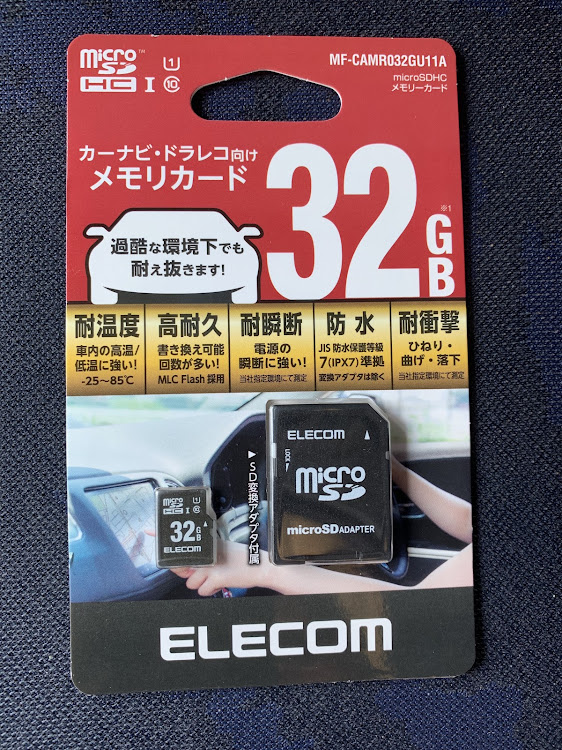 micro SD HC I U1 10
MF-CAMR032GU11A
microSDHC
メモリーカード
カーナビ・ドラレコ向け
メモリカード
32GB
※1
過酷な環境下でも
耐え抜きます!
耐温度
車内の高温/
低温に強い!
-25～85℃
高耐久
書き換え可能
回数が多い!
MLC Flash 採用
耐瞬断
電源の
瞬断に強い!
当社指定環境にて測定
防水
JIS 防水保護等級
7(IPX7)準拠
変換アダプタは除く
耐衝撃
ひねり・
曲げ・落下
当社指定環境にて測定
micro SD HC I U1 10
32GB
ELECOM
▶SD変換アダプタ付属
ELECOM
LOCK
micro SD
microSD ADAPTER
ELECOM